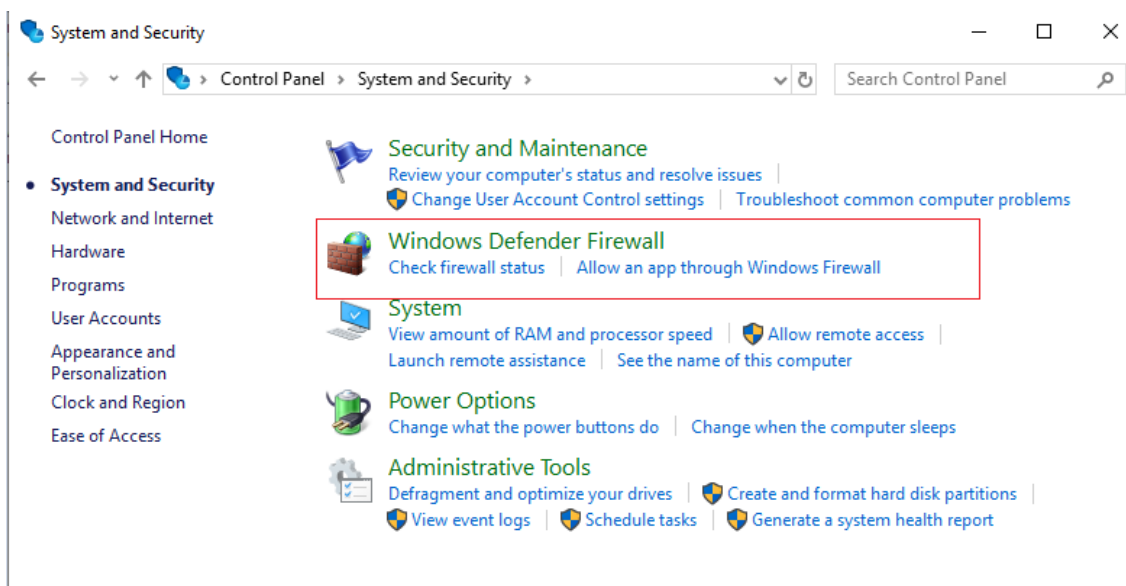 System and Security
Control Panel > System and Security >
Search Control Panel
Control Panel Home
System and Security
Network and Internet
Hardware
Programs
User Accounts
Appearance and
Personalization
Clock and Region
Ease of Access
Security and Maintenance
Review your computer's status and resolve issues
Change User Account Control settings
Troubleshoot common computer problems
Windows Defender Firewall
Check firewall status
Allow an app through Windows Firewall
System
View amount of RAM and processor speed
Allow remote access
Launch remote assistance
See the name of this computer
Power Options
Change what the power buttons do
Change when the computer sleeps
Administrative Tools
Defragment and optimize your drives
Create and format hard disk partitions
View event logs
Schedule tasks
Generate a system health report